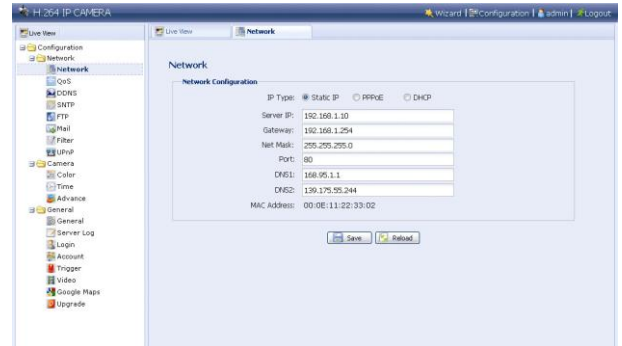 H.264 IP CAMERA
Wizard | Configuration | admin | Logout
Live View
Live View
Network
Configuration
Network
Network
QoS
DDNS
SNTP
FTP
Mail
Filter
UPnP
Camera
Color
Time
Advance
General
General
Server Log
Login
Account
Trigger
Video
Google Maps
Upgrade
Network
Network Configuration
IP Type: Static IP PPPoE DHCP
Server IP: 192.168.1.10
Gateway: 192.168.1.254
Net Mask: 255.255.255.0
Port: 80
DNS1: 168.95.1.1
DNS2: 139.175.55.244
MAC Address: 00:0E:11:22:33:02
Save Reload